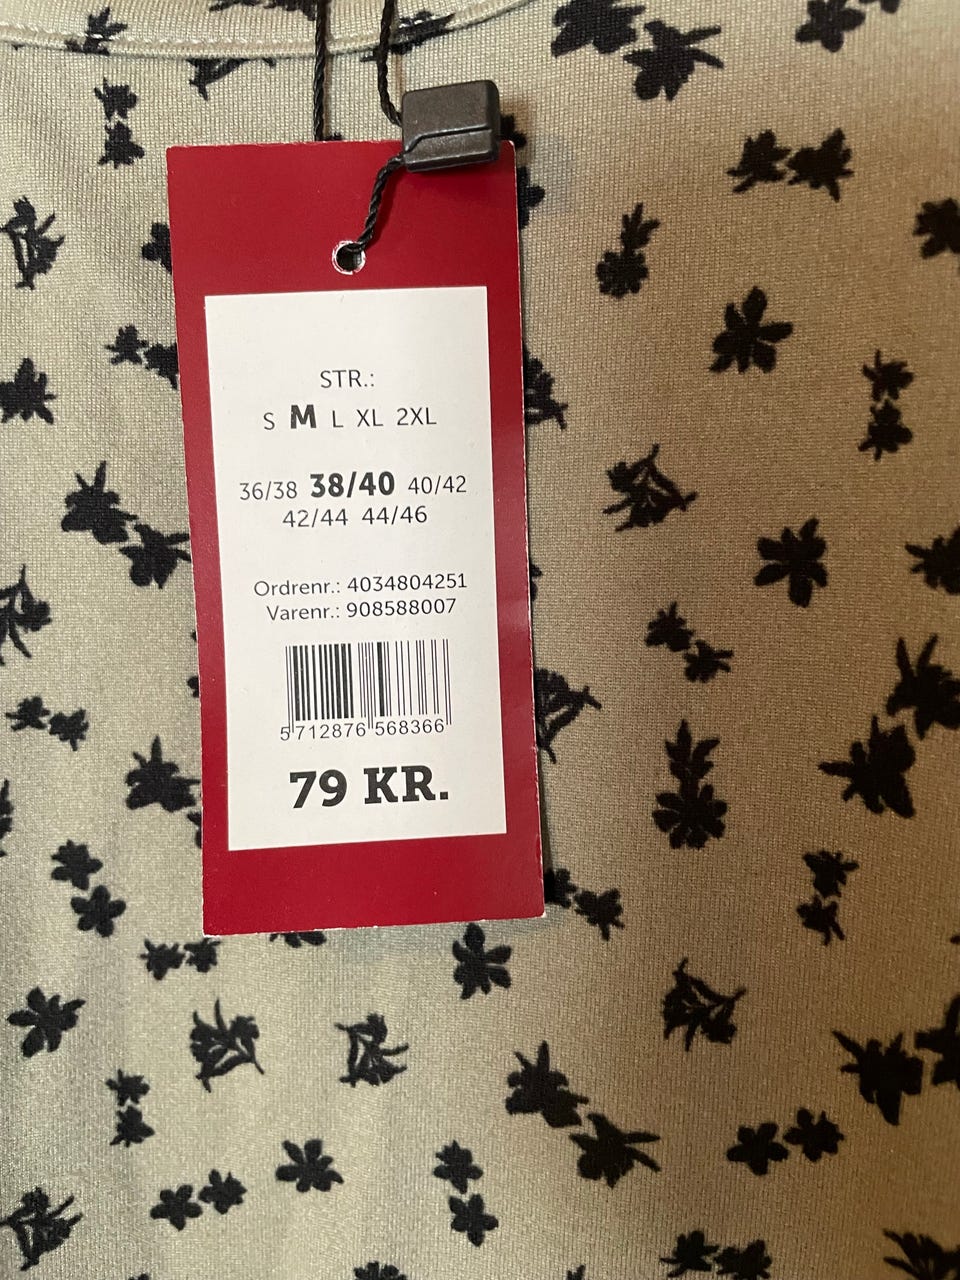 STR.:
S M L XL 2XL
36/38 38/40 40/42
42/44 44/46
Ordrenr.: 4034804251
Varenr.: 908588007
5 712876 568366
79 KR.